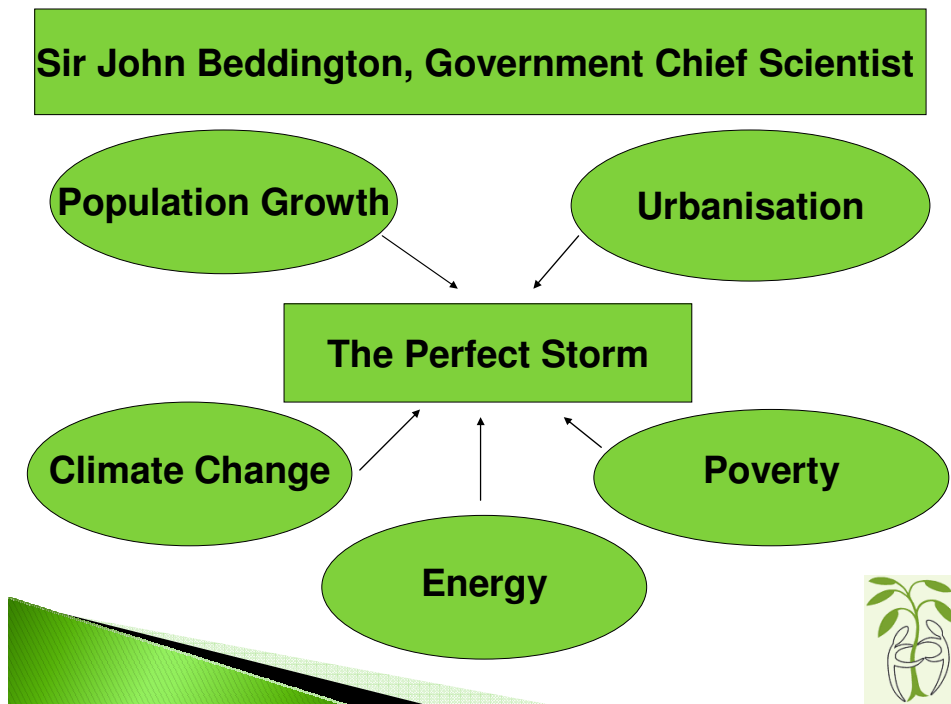 Sir John Beddington, Government Chief Scientist
Population Growth
Urbanisation
The Perfect Storm
Climate Change
Poverty
Energy